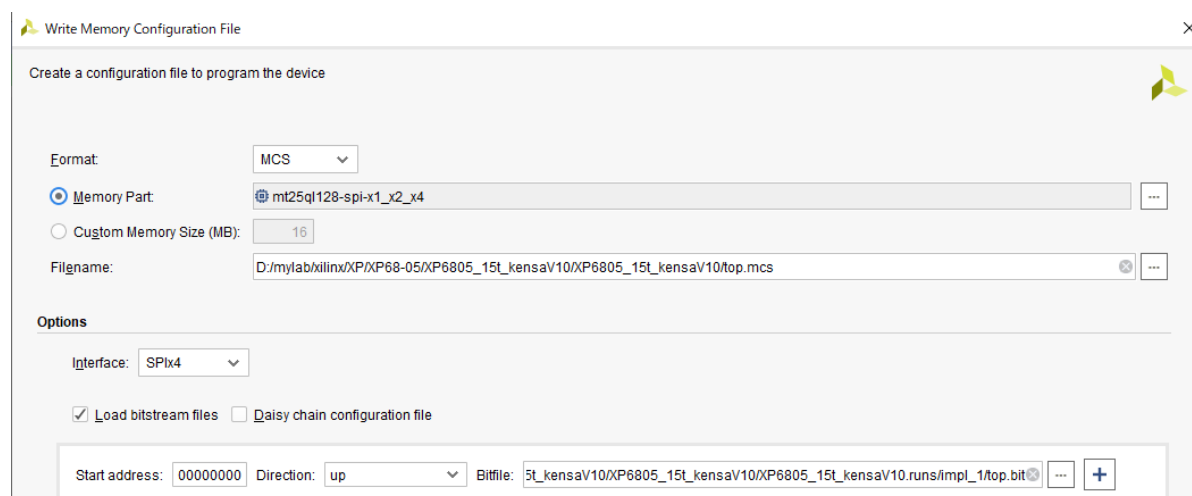 Write Memory Configuration File
Create a configuration file to program the device
Format: MCS
Memory Part: mt25ql128-spi-x1_x2_x4 ...
Custom Memory Size (MB): 16
Filename: D:/mylab/xilinx/XP/XP68-05/XP6805_15t_kensaV10/XP6805_15t_kensaV10/top.mcs ...
Options
Interface: SPIx4
Load bitstream files Daisy chain configuration file
Start address: 00000000 Direction: up Bitfile: 5t_kensaV10/XP6805_15t_kensaV10/XP6805_15t_kensaV10.runs/impl_1/top.bit ... +